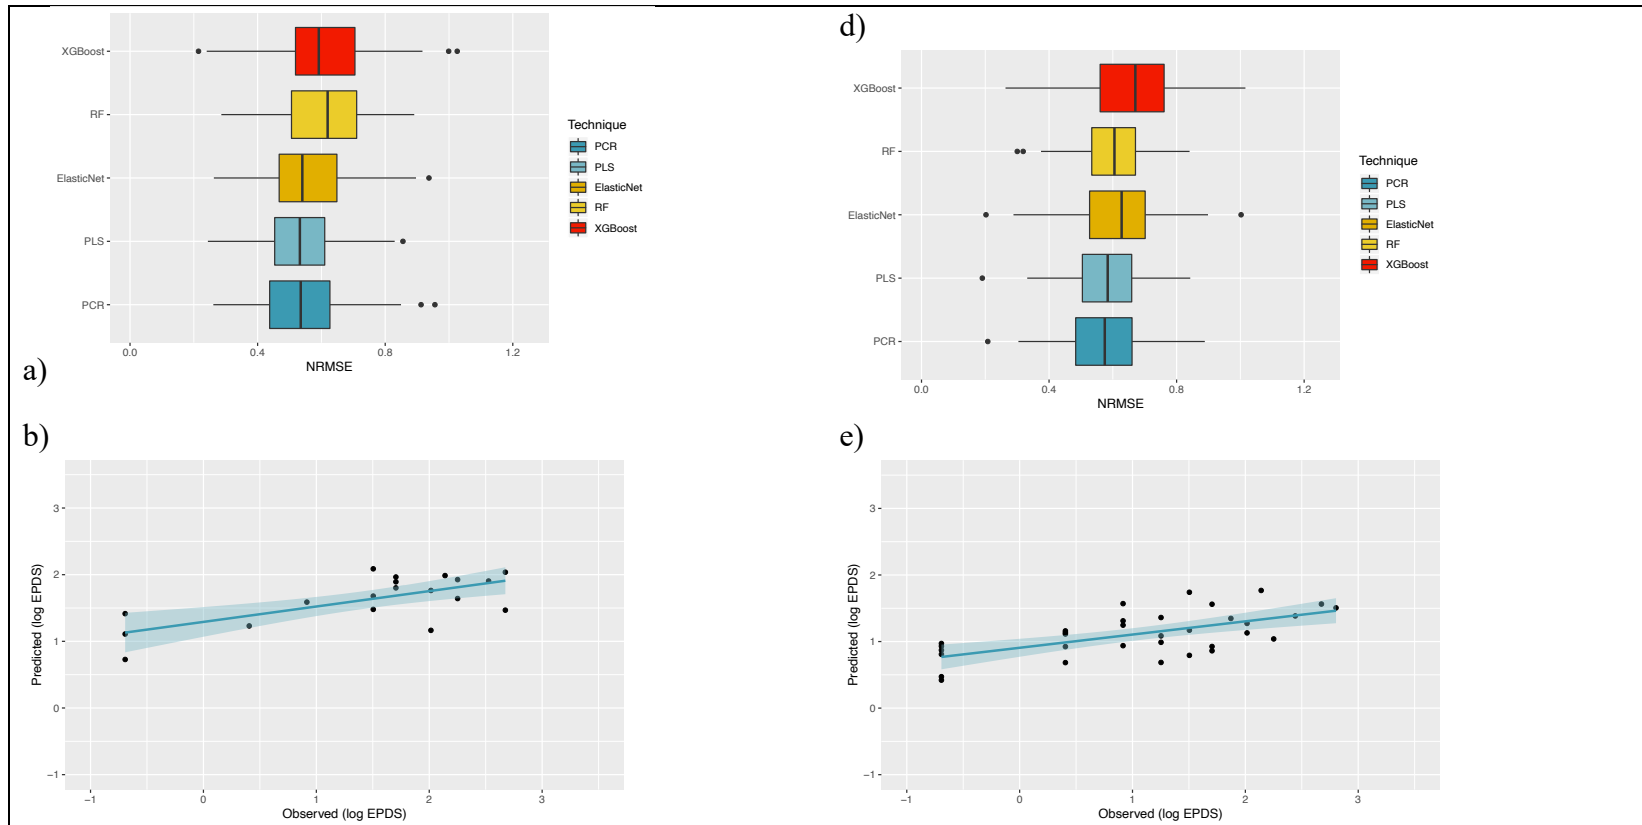 XGBoost
RF
ElasticNet
PLS
PCR
0.0 0.4 0.8 1.2
NRMSE
Technique
PCR
PLS
ElasticNet
RF
XGBoost
a)
d)
XGBoost
RF
ElasticNet
PLS
PCR
0.0 0.4 0.8 1.2
NRMSE
Technique
PCR
PLS
ElasticNet
RF
XGBoost
b)
Predicted (log EPDS)
3
2
1
0
−1
−1 0 1 2 3
Observed (log EPDS)
e)
Predicted (log EPDS)
3
2
1
0
−1
−1 0 1 2 3
Observed (log EPDS)